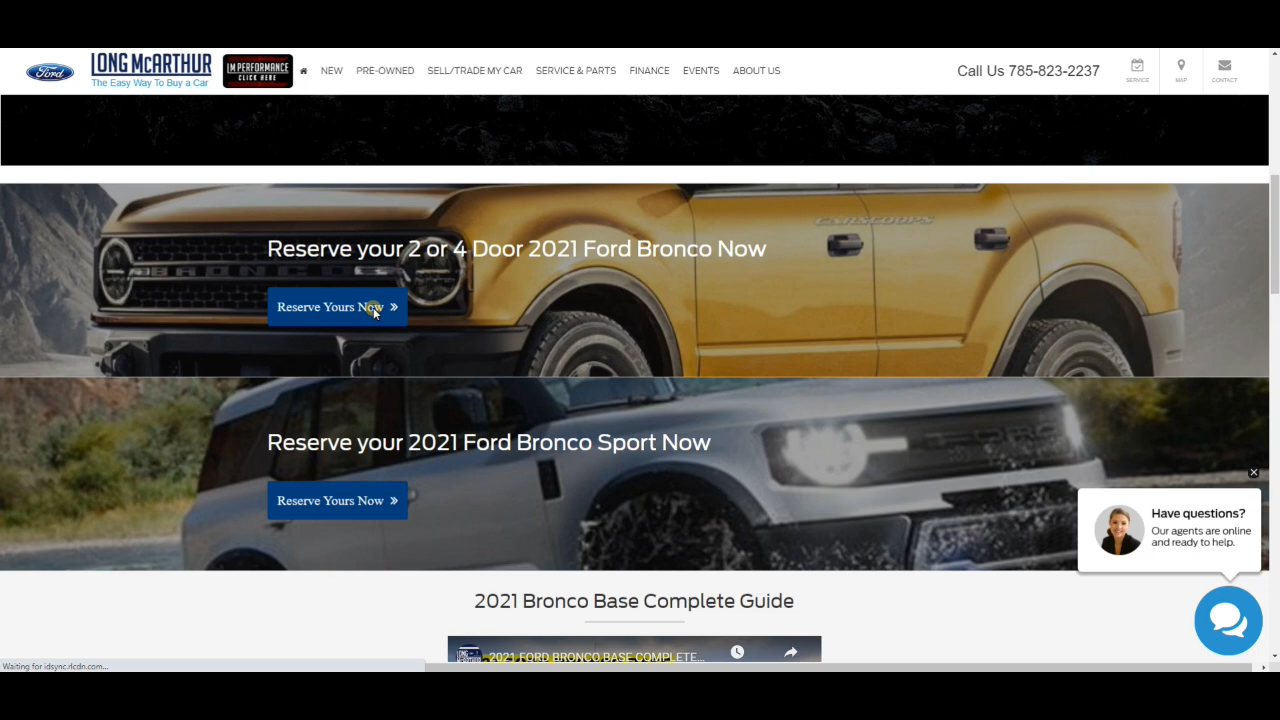 Ford
LONG McARTHUR
The Easy Way To Buy a Car
LM PERFORMANCE
CLICK HERE
NEW
PRE-OWNED
SELL/TRADE MY CAR
SERVICE & PARTS
FINANCE
EVENTS
ABOUT US
Call Us 785-823-2237
SERVICE
MAP
CONTACT
CARSCOOPS
BRONCO
Reserve your 2 or 4 Door 2021 Ford Bronco Now
Reserve Yours Now »
Reserve your 2021 Ford Bronco Sport Now
Reserve Yours Now »
Have questions?
Our agents are online
and ready to help.
2021 Bronco Base Complete Guide
LONG McARTHUR
2021 FORD BRONCO BASE COMPLETE...
Waiting for idsync.rlcdn.com...